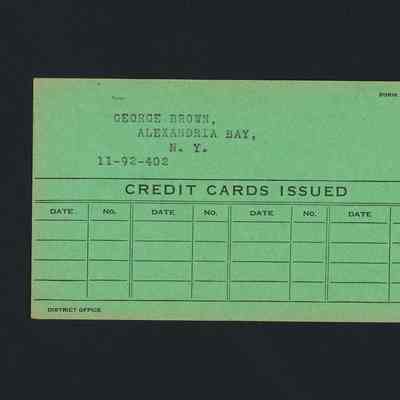 FORM
GEORGE BROWN,
ALEXANDRIA BAY,
N. Y.
11-92-402
CREDIT CARDS ISSUED
DATE No. DATE No. DATE No. DATE
DISTRICT OFFICE